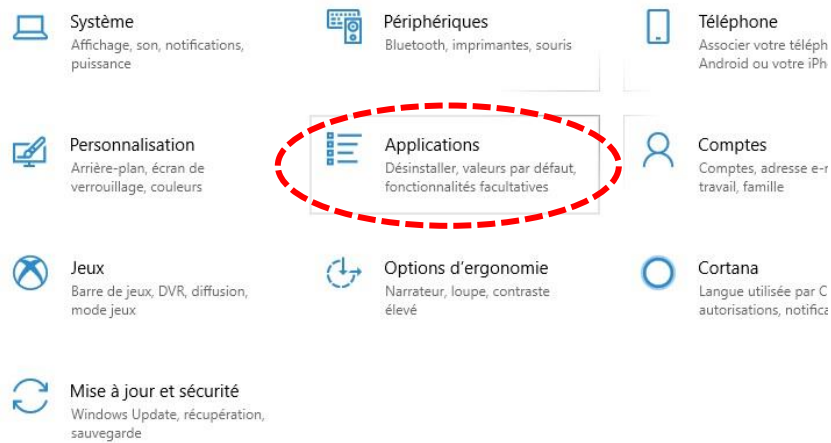 Système
Affichage, son, notifications,
puissance
Périphériques
Bluetooth, imprimantes, souris
Téléphone
Associer votre
Android ou votre
Personnalisation
Arrière-plan, écran de
verrouillage, couleurs
Applications
Désinstaller, valeurs par défaut,
fonctionnalités facultatives
Comptes
Comptes, adresse
travail, famille
Jeux
Barre de jeux, DVR, diffusion,
mode jeux
Options d'ergonomie
Narrateur, loupe, contraste
élevé
Cortana
Langue utilisée par
autorisations,
Mise à jour et sécurité
Windows Update, récupération,
sauvegarde